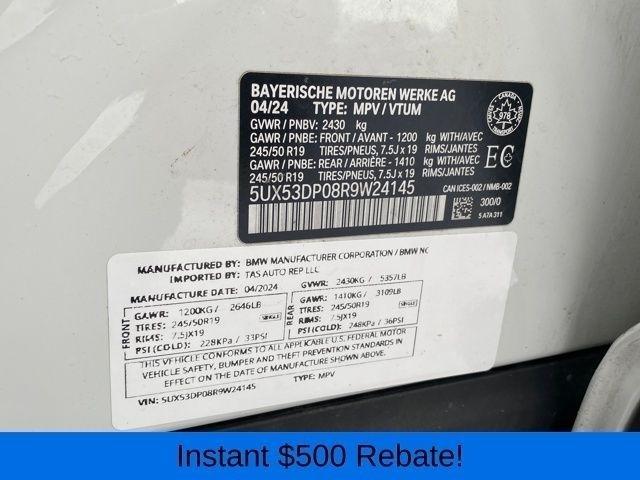 BAYERISCHE MOTOREN WERKE AG
04/24 TYPE: MPV / VTUM
GVWR / PNBV: 2430 kg
GAWR / PNBE: FRONT / AVANT - 1200 kg WITH/AVEC
245/50 R19 TIRES/PNEUS, 7.5J x 19 RIMS/JANTES
GAWR / PNBE: REAR / ARRIÈRE - 1410 kg WITH/AVEC
245/50 R19 TIRES/PNEUS, 7.5J x 19 RIMS/JANTES
978
EC
5UX53DP08R9W24145
CAN ICES-002 / NMB-002
300/0
5 A7A 311
BMW MANUFACTURER CORPORATION / BMW NC
IMPORTED BY: TAS AUTO REP LLC
MANUFACTURE DATE: 04/2024
GVWR: 2430KG / 5357LB
FRONT
GAWR: 1200KG / 2646LB
TIRES: 245/50R19 SINGLE
RIMS: 7.5JX19
PSI (COLD): 228KPa / 33PSI
REAR
GAWR: 1410KG / 3109LB
TIRES: 245/50R19 SINGLE
RIMS: 7.5JX19
PSI (COLD): 248KPa / 36PSI
THIS VEHICLE CONFORMS TO ALL APPLICABLE U.S. FEDERAL MOTOR
VEHICLE SAFETY, BUMPER AND THEFT PREVENTION STANDARDS IN
EFFECT ON THE DATE OF MANUFACTURE SHOWN ABOVE
VIN: 5UX53DP08R9W24145 TYPE: MPV
Instant $500 Rebate!